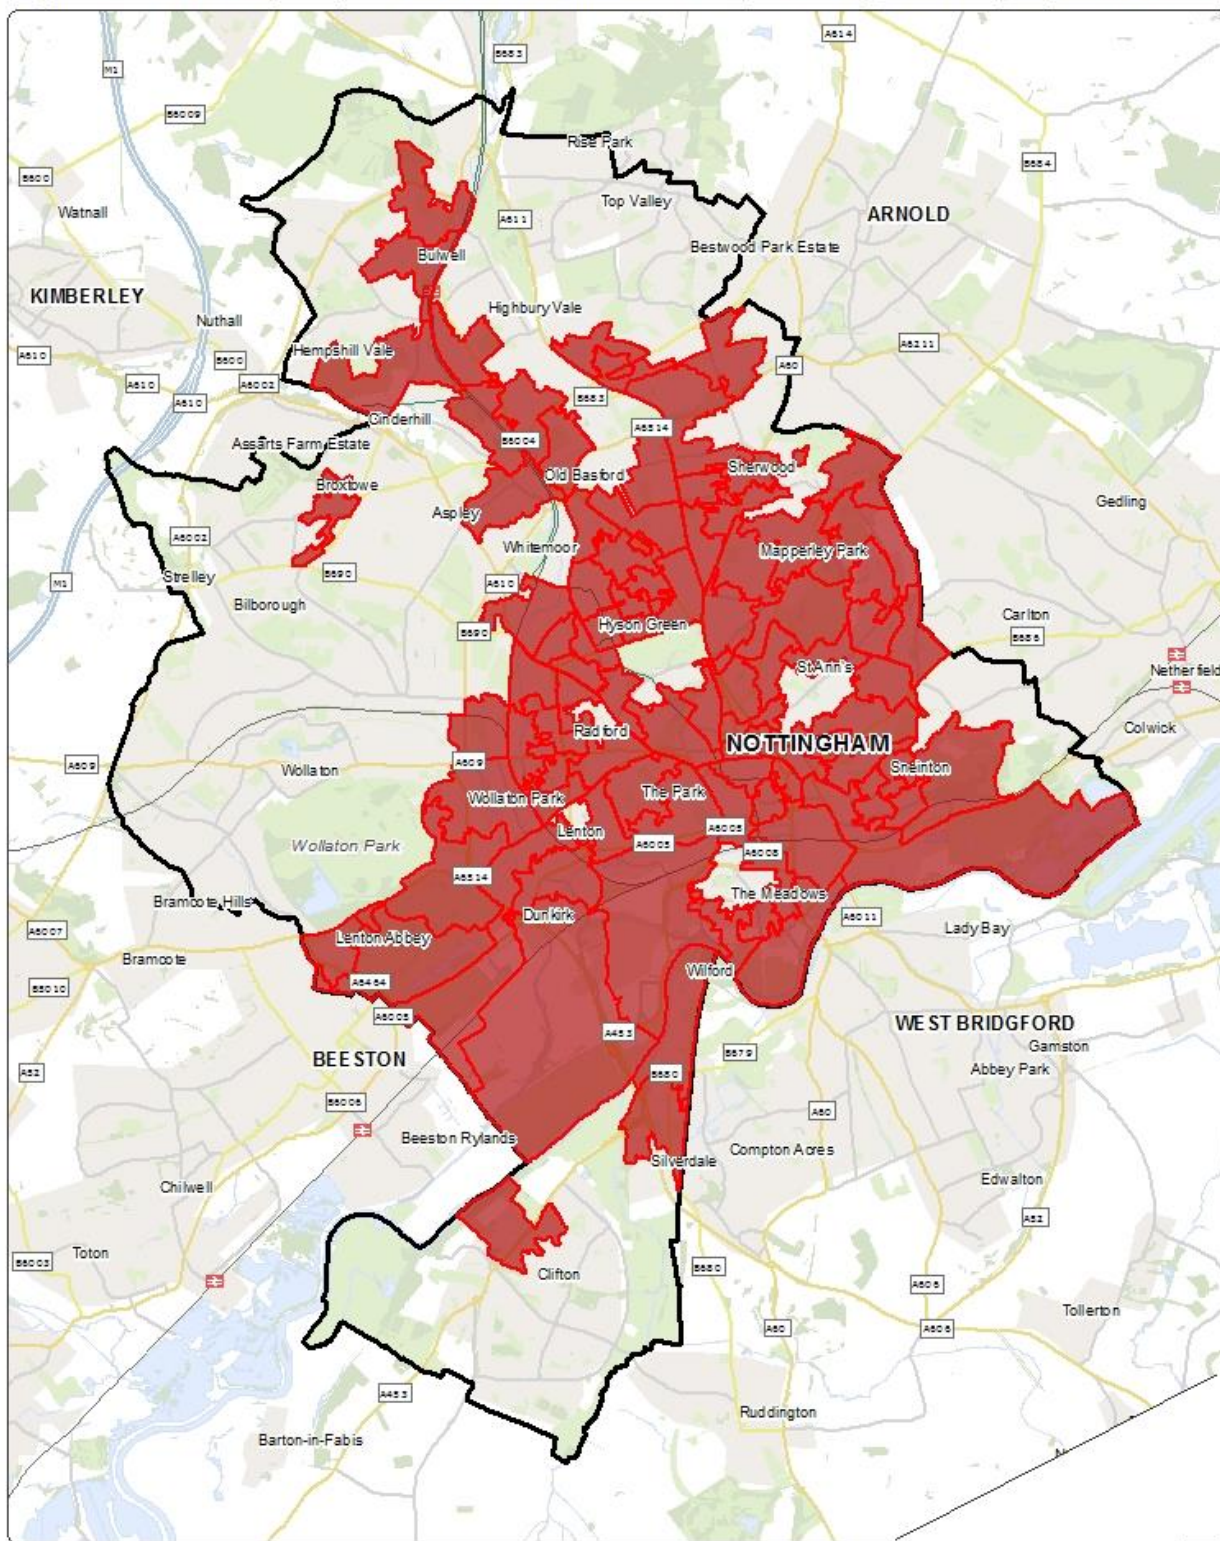 A614
B683
M1
B6009
Rise Park
B684
B600
Top Valley
Watnall
A611
ARNOLD
Bestwood Park Estate
Bulwell
KIMBERLEY
Highbury Vale
Nuthall
A6211
Hempshill Vale
A610
B600
A60
A610
A6002
A610
B683
Cinderhill
A6514
Assarts Farm Estate
B6004
Sherwood
Old Basford
Broxtowe
Gedling
Aspley
A6002
Whitemoor
Mapperley Park
Strelley
B690
A610
M1
Bilborough
Carlton
Hyson Green
B690
B686
St Ann's
Netherfield
Radford
Colwick
NOTTINGHAM
A609
A609
Wollaton
Sneinton
The Park
Wollaton Park
A6005
Lenton
A6005
Wollaton Park
A6008
A6514
The Meadows
Bramcote Hills
Dunkirk
A6011
A6007
Lenton Abbey
Lady Bay
Bramcote
Wilford
A6464
B5010
A6005
WEST BRIDGFORD
A453
Gamston
BEESTON
B679
A52
B680
Abbey Park
B6006
A60
Beeston Rylands
Compton Acres
Silverdale
Chilwell
Edwalton
A52
Toton
B6003
B680
Clifton
A606
Tollerton
A60
A606
A453
Ruddington
Barton-in-Fabis